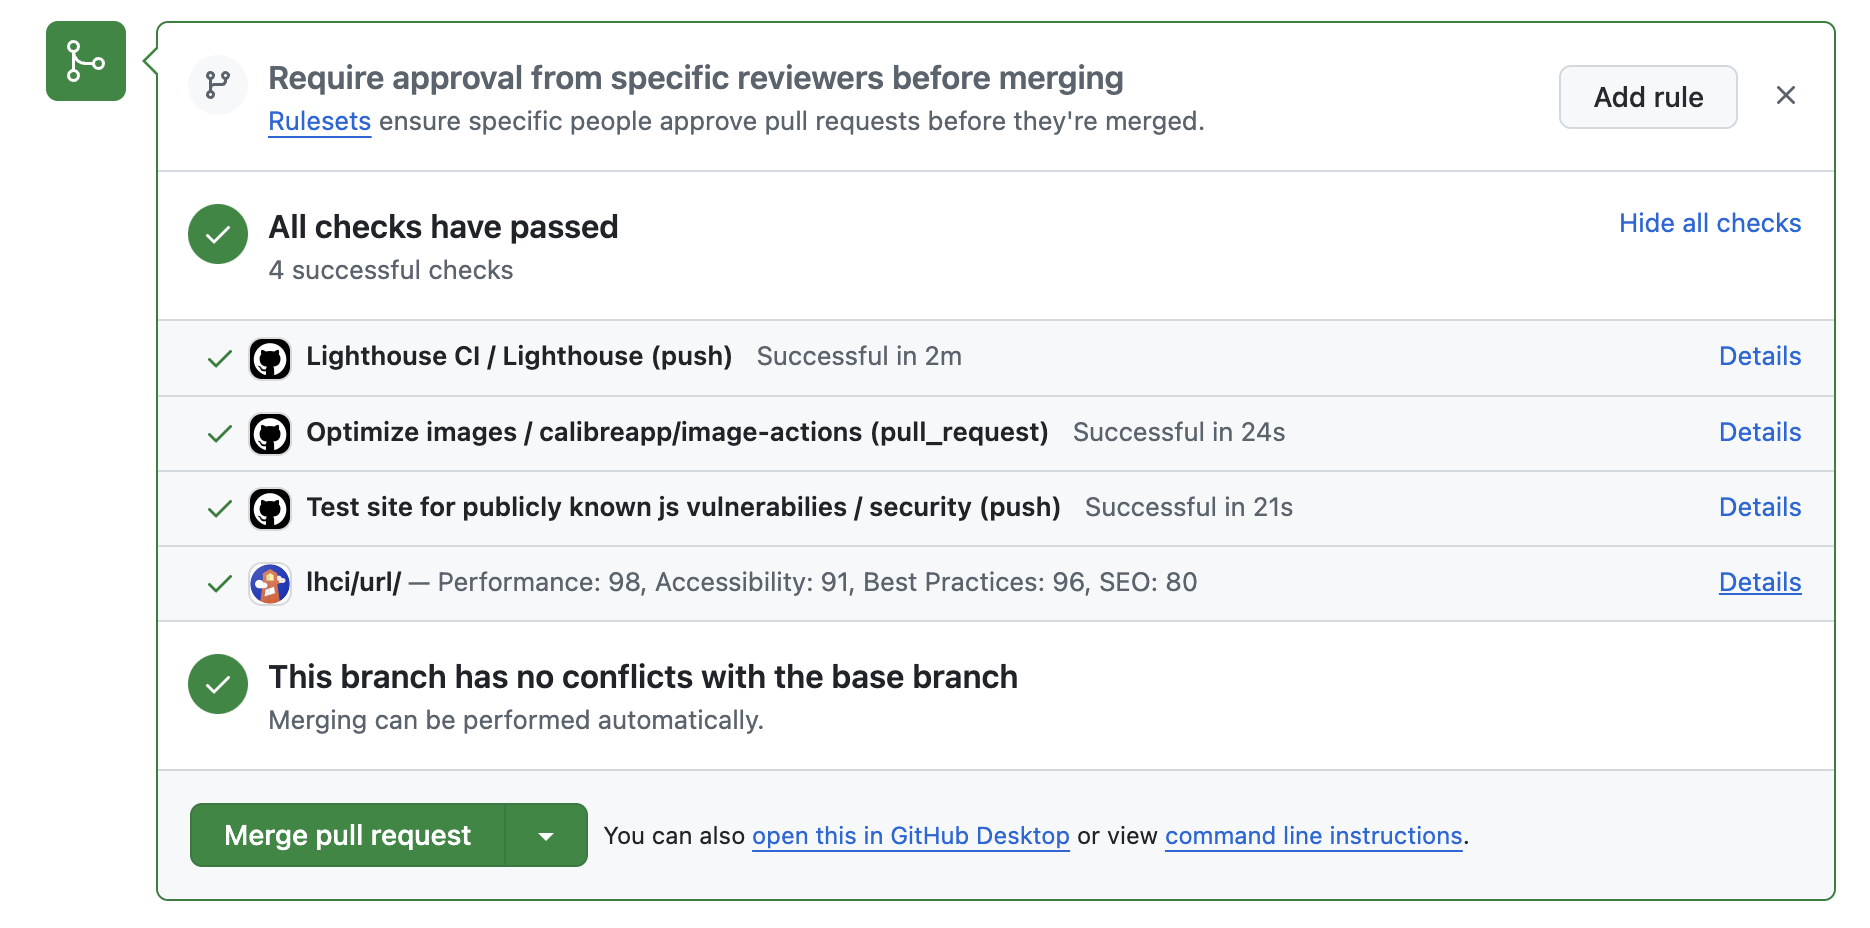 Require approval from specific reviewers before merging
Add rule
Rulesets ensure specific people approve pull requests before they're merged.
All checks have passed
Hide all checks
4 successful checks
Lighthouse CI / Lighthouse (push) Successful in 2m Details
Optimize images / calibreapp/image-actions (pull_request) Successful in 24s Details
Test site for publicly known js vulnerabilies / security (push) Successful in 21s Details
lhci/url/ — Performance: 98, Accessibility: 91, Best Practices: 96, SEO: 80 Details
This branch has no conflicts with the base branch
Merging can be performed automatically.
Merge pull request You can also open this in GitHub Desktop or view command line instructions.